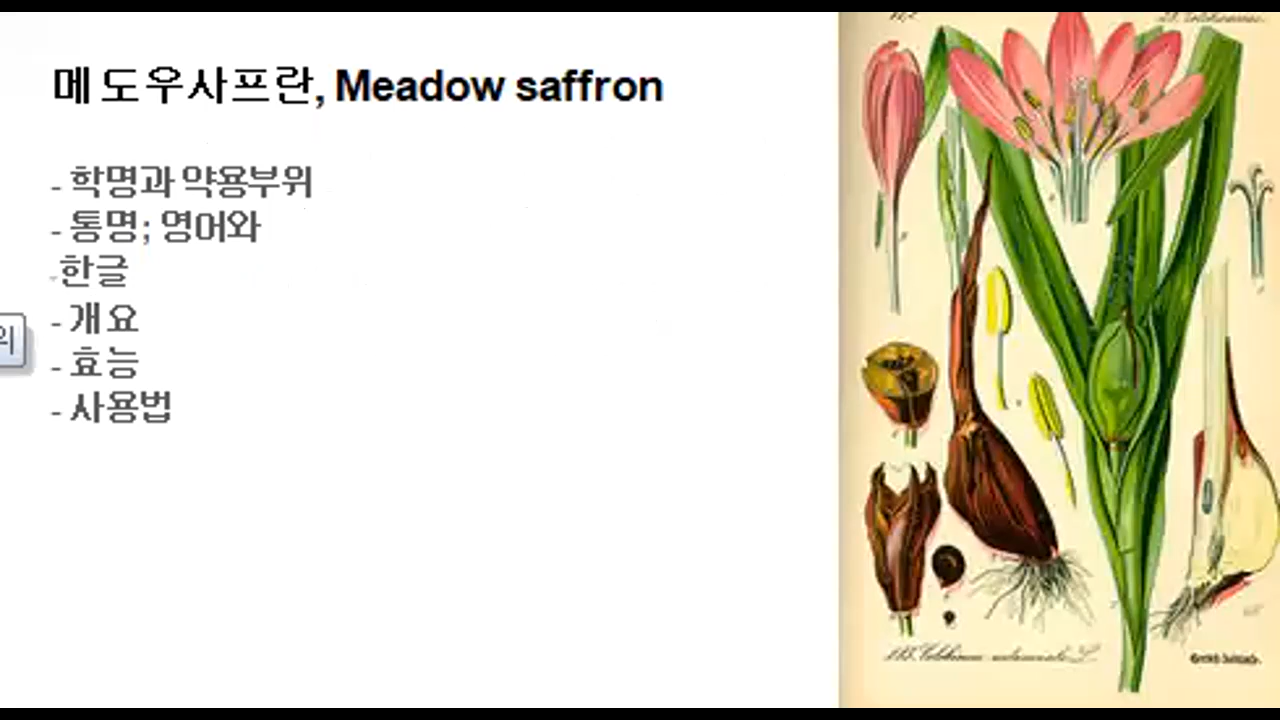 메도우사프란, Meadow saffron
- 학명과 약용부위
- 통명; 영어와
-한글
- 개요
- 효능
- 사용법
위